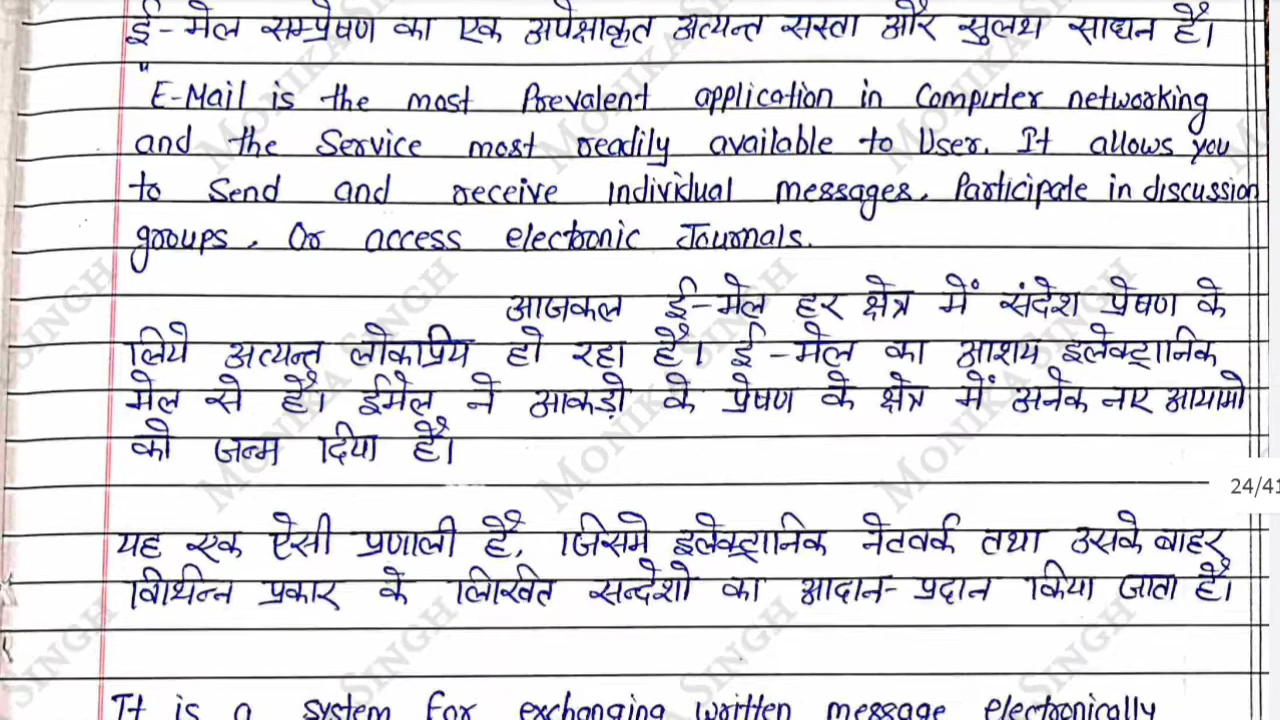 ई-मेल सम्प्रेषण का एक अपेक्षाकृत अत्यन्त सस्ता और सुलभ साधन है।
"E-Mail is the most Prevalent application in Computer networking
and the Service most readily available to User. It allows you
to Send and receive individual messages, Participate in discussion
groups, Or access electronic Journals.
आजकल ई-मेल हर क्षेत्र में संदेश प्रेषण के
लिये अत्यन्त लोकप्रिय हो रहा है। ई-मेल का आशय इलेक्ट्रानिक
मेल से है। ईमेल ने आकड़ो के प्रेषण के क्षेत्र में अनेक नए आयामो
को जन्म दिया है।
24/41
यह एक ऐसी प्रणाली है, जिसमे इलेक्ट्रानिक नेटवर्क तथा उसके बाहर
विभिन्न प्रकार के लिखित सन्देशो का आदान-प्रदान किया जाता है।
It is a system for exchanging written message electronically
MONIKA SINGH